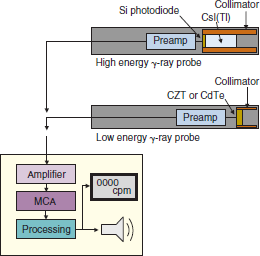 Collimator
Si photodiode
CsI(Tl)
Preamp
High energy γ-ray probe
Collimator
CZT or CdTe
Preamp
Low energy γ-ray probe
Amplifier
MCA
Processing
0000
cpm